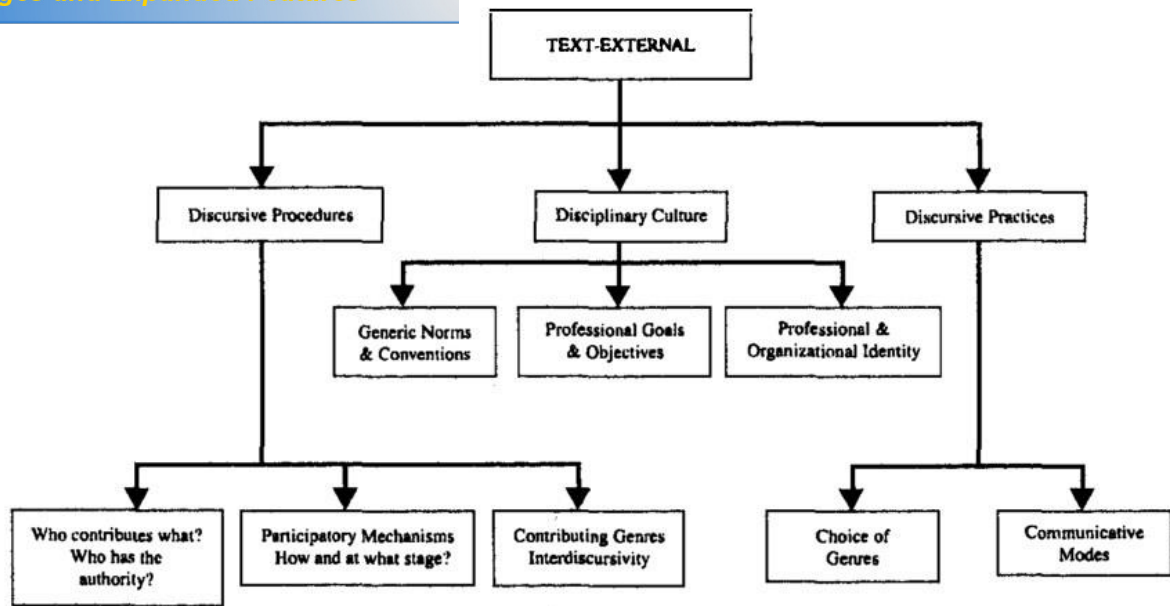 TEXT-EXTERNAL
Discursive Procedures
Disciplinary Culture
Discursive Practices
Generic Norms
& Conventions
Professional Goals
& Objectives
Professional &
Organizational Identity
Who contributes what?
Who has the
authority?
Participatory Mechanisms
How and at what stage?
Contributing Genres
Interdiscursivity
Choice of
Genres
Communicative
Modes